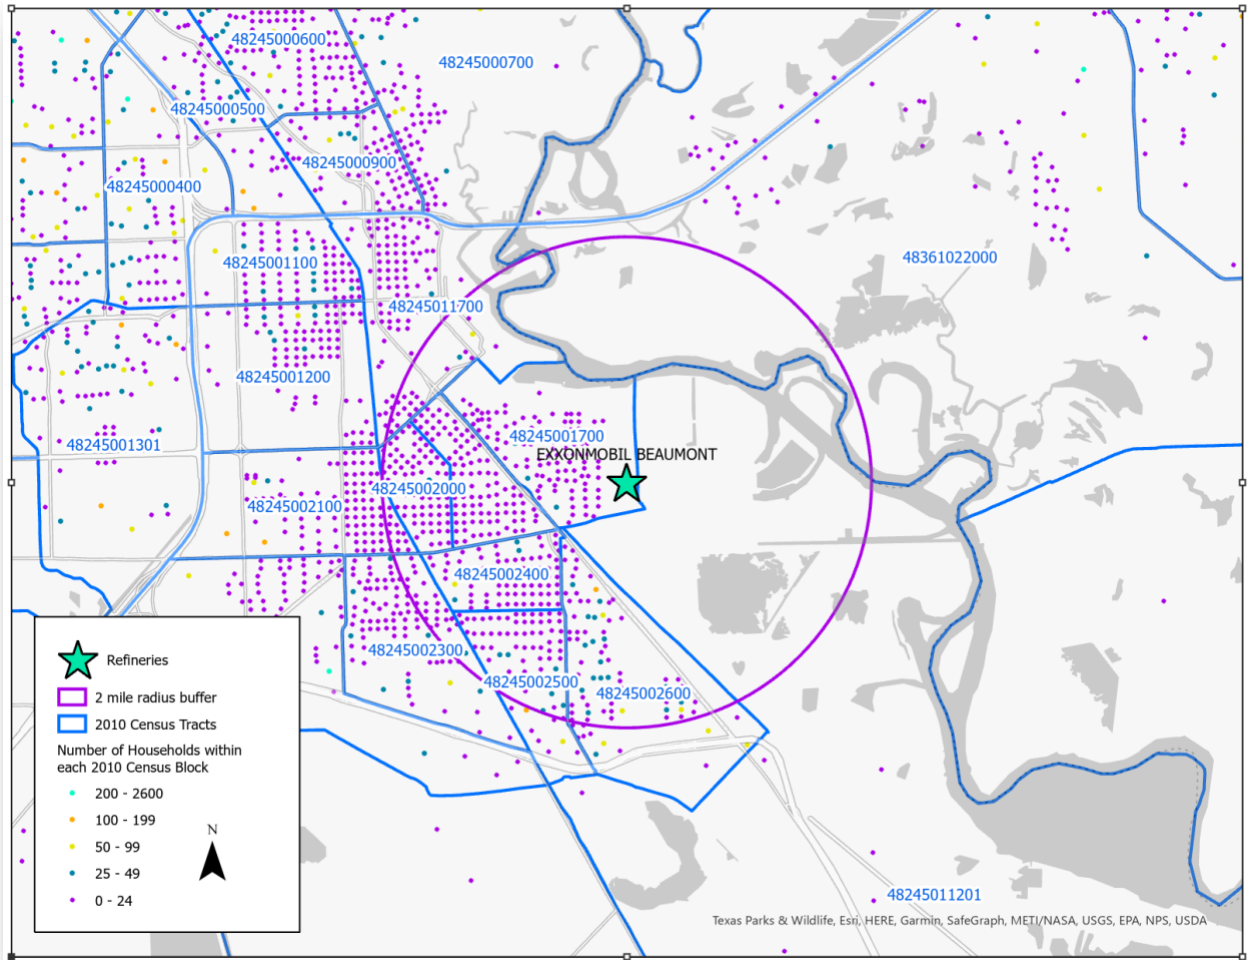 48245000600
48245000700
48245000500
48245000900
48245000400
48361022000
48245001100
48245011700
48245001200
48245001700
48245001301
EXXONMOBIL BEAUMONT
48245002000
48245002100
48245002400
48245002300
48245002500
48245002600
Refineries
2 mile radius buffer
2010 Census Tracts
Number of Households within
each 2010 Census Block
200 - 2600
100 - 199
50 - 99
25 - 49
0 - 24
N
48245011201
Texas Parks & Wildlife, Esri, HERE, Garmin, SafeGraph, METI/NASA, USGS, EPA, NPS, USDA